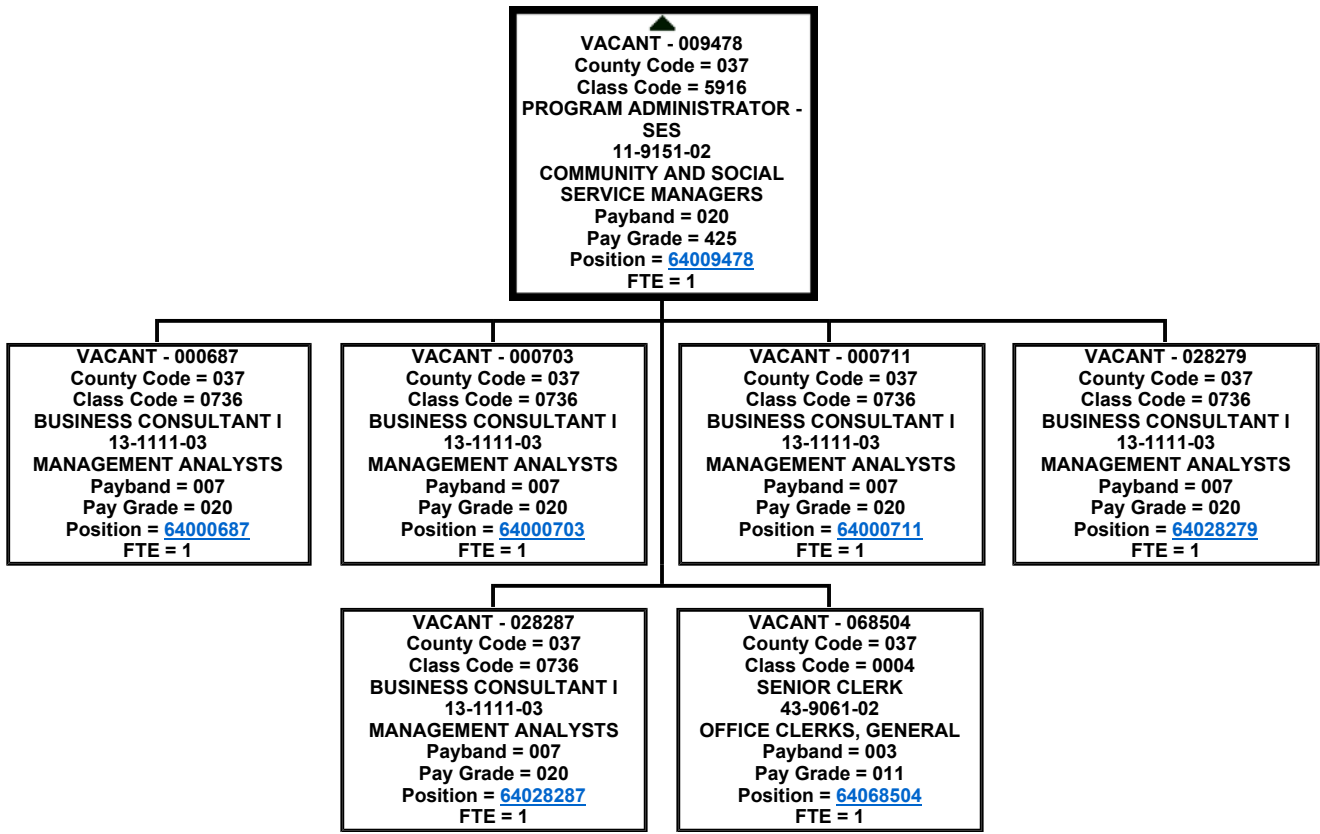 VACANT - 009478
County Code = 037
Class Code = 5916
PROGRAM ADMINISTRATOR -
SES
11-9151-02
COMMUNITY AND SOCIAL
SERVICE MANAGERS
Payband = 020
Pay Grade = 425
Position = 64009478
FTE = 1
VACANT - 000687
County Code = 037
Class Code = 0736
BUSINESS CONSULTANT I
13-1111-03
MANAGEMENT ANALYSTS
Payband = 007
Pay Grade = 020
Position = 64000687
FTE = 1
VACANT - 000703
County Code = 037
Class Code = 0736
BUSINESS CONSULTANT I
13-1111-03
MANAGEMENT ANALYSTS
Payband = 007
Pay Grade = 020
Position = 64000703
FTE = 1
VACANT - 000711
County Code = 037
Class Code = 0736
BUSINESS CONSULTANT I
13-1111-03
MANAGEMENT ANALYSTS
Payband = 007
Pay Grade = 020
Position = 64000711
FTE = 1
VACANT - 028279
County Code = 037
Class Code = 0736
BUSINESS CONSULTANT I
13-1111-03
MANAGEMENT ANALYSTS
Payband = 007
Pay Grade = 020
Position = 64028279
FTE = 1
VACANT - 028287
County Code = 037
Class Code = 0736
BUSINESS CONSULTANT I
13-1111-03
MANAGEMENT ANALYSTS
Payband = 007
Pay Grade = 020
Position = 64028287
FTE = 1
VACANT - 068504
County Code = 037
Class Code = 0004
SENIOR CLERK
43-9061-02
OFFICE CLERKS, GENERAL
Payband = 003
Pay Grade = 011
Position = 64068504
FTE = 1